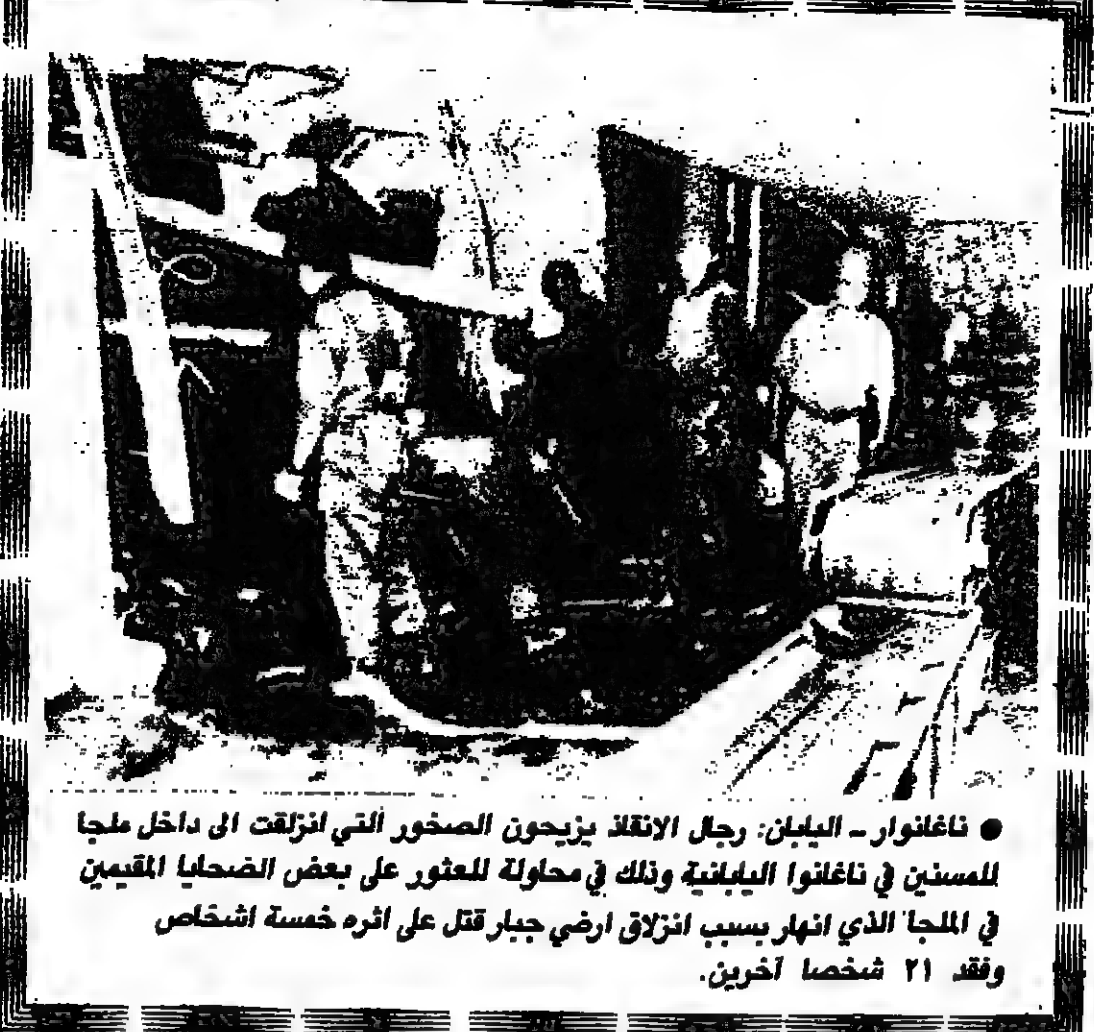 ● ناغانوار ـ اليابان: رجال الانقاذ يزيحون الصخور التي انزلقت الى داخل ملجا
للمسنين في ناغانوا اليابانية وذلك في محاولة للعثور على بعض الضحايا المقيمين
في الملجا الذي انهار بسبب انزلاق ارضي جبار قتل على اثره خمسة اشخاص
وفقد ٢١ شخصا آخرين.